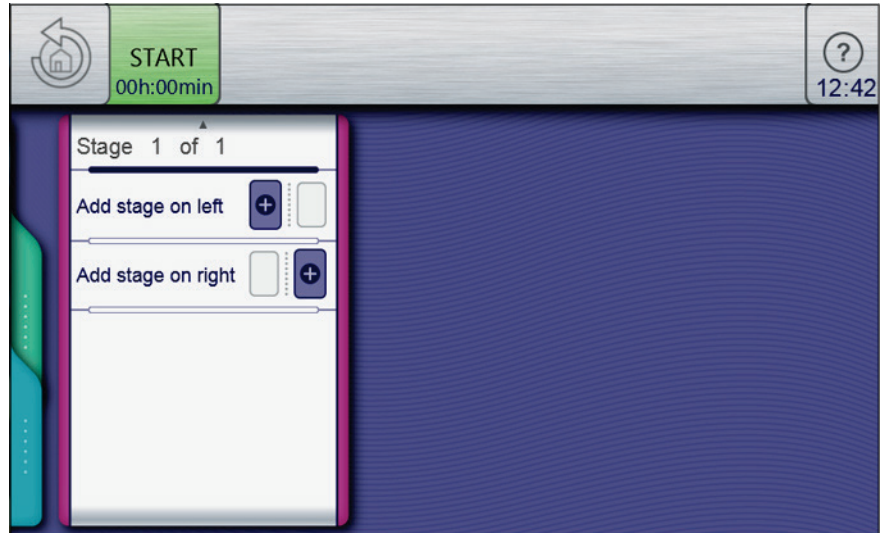 START
00h:00min
?
12:42
Stage 1 of 1
Add stage on left
Add stage on right